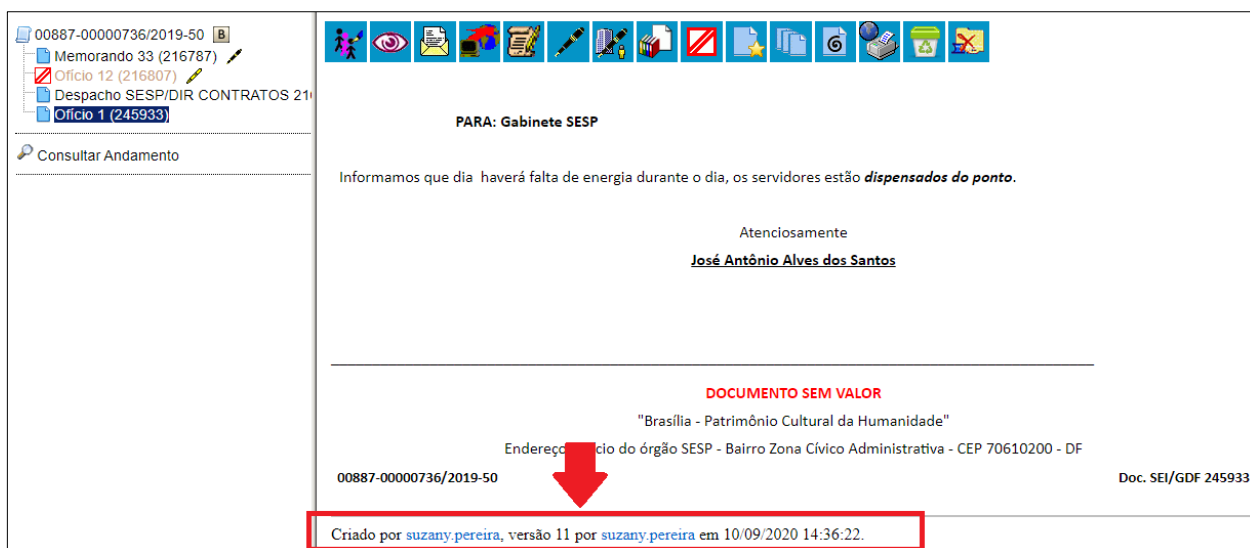 00887-00000736/2019-50 B
Memorando 33 (216787)
Ofício 12 (216807)
Despacho SESP/DIR CONTRATOS
Ofício 1 (245933)
Consultar Andamento
PARA: Gabinete SESP
Informamos que dia haverá falta de energia durante o dia, os servidores estão dispensados do ponto.
Atenciosamente
José Antônio Alves dos Santos
DOCUMENTO SEM VALOR
"Brasília - Patrimônio Cultural da Humanidade"
do órgão SESP - Bairro Zona Cívico Administrativa - CEP 70610200 - DF
00887-00000736/2019-50
Doc. SEI/GDF 245933
Criado por suzany.pereira, versão 11 por suzany.pereira em 10/09/2020 14:36:22.